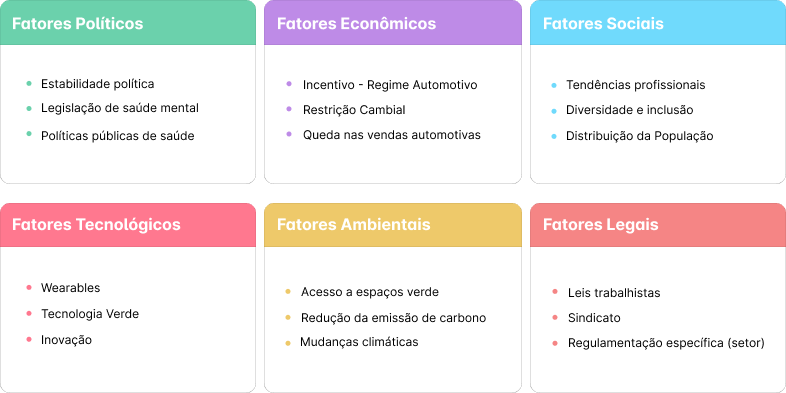 Fatores Políticos
Estabilidade política
Legislação de saúde mental
Políticas públicas de saúde
Fatores Econômicos
Incentivo - Regime Automotivo
Restrição Cambial
Queda nas vendas automotivas
Fatores Sociais
Tendências profissionais
Diversidade e inclusão
Distribuição da População
Fatores Tecnológicos
Wearables
Tecnologia Verde
Inovação
Fatores Ambientais
Acesso a espaços verde
Redução da emissão de carbono
Mudanças climáticas
Fatores Legais
Leis trabalhistas
Sindicato
Regulamentação específica (setor)